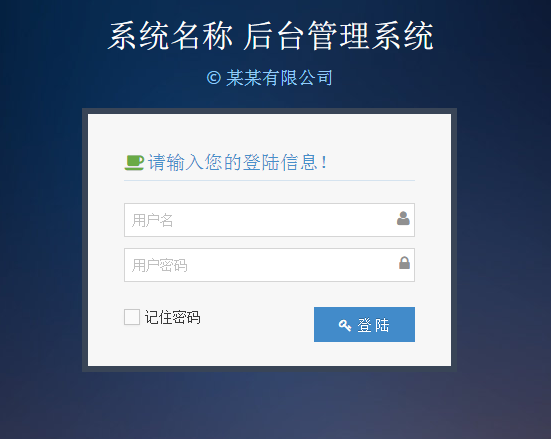 系统名称 后台管理系统
© 某某有限公司
请输入您的登陆信息!
用户名
用户密码
记住密码
登陆